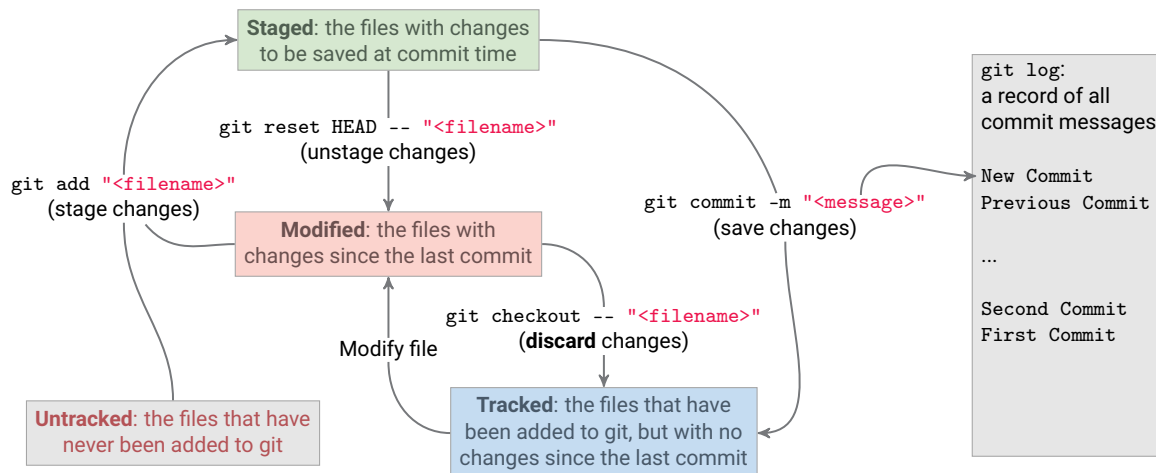 Staged: the files with changes
to be saved at commit time
git reset HEAD -- "<filename>"
(unstage changes)
git add "<filename>"
(stage changes)
Modified: the files with
changes since the last commit
git commit -m "<message>"
(save changes)
git checkout -- "<filename>"
(discard changes)
Modify file
Untracked: the files that have
never been added to git
Tracked: the files that have
been added to git, but with no
changes since the last commit
git log:
a record of all
commit messages
New Commit
Previous Commit
...
Second Commit
First Commit